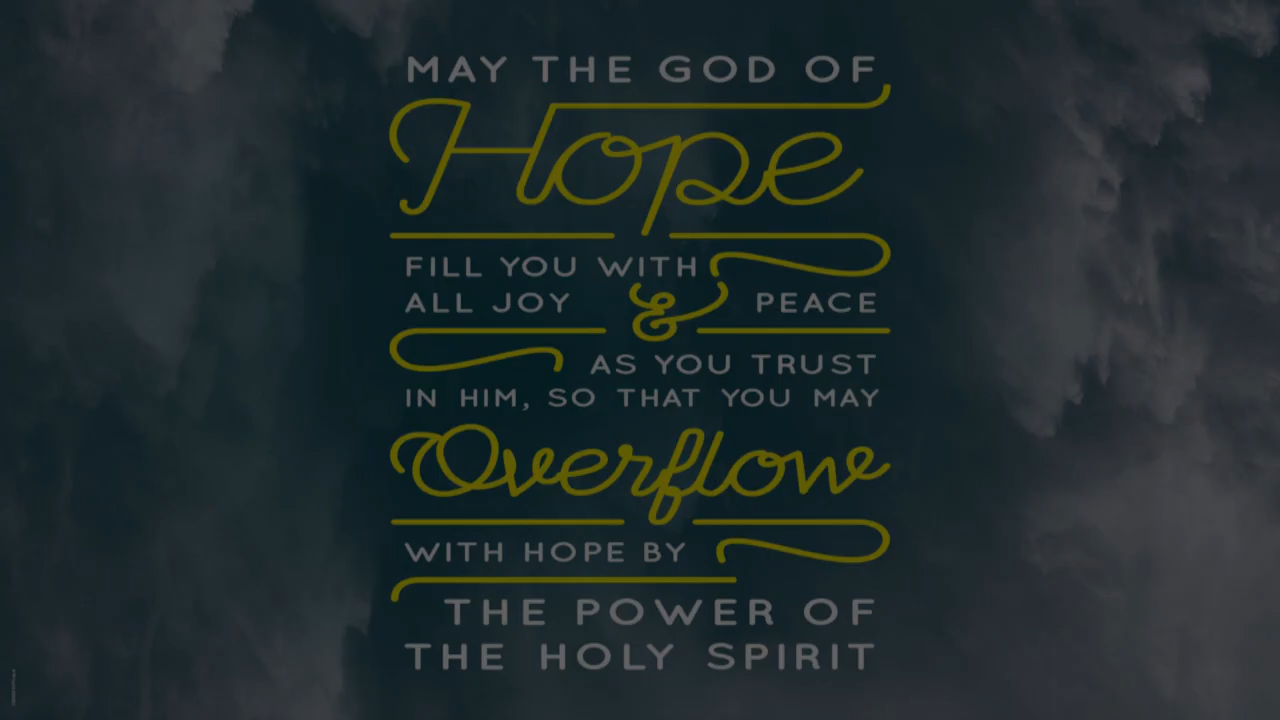 MAY THE GOD OF
Hope
FILL YOU WITH
ALL JOY & PEACE
AS YOU TRUST
IN HIM, SO THAT YOU MAY
Overflow
WITH HOPE BY
THE POWER OF
THE HOLY SPIRIT